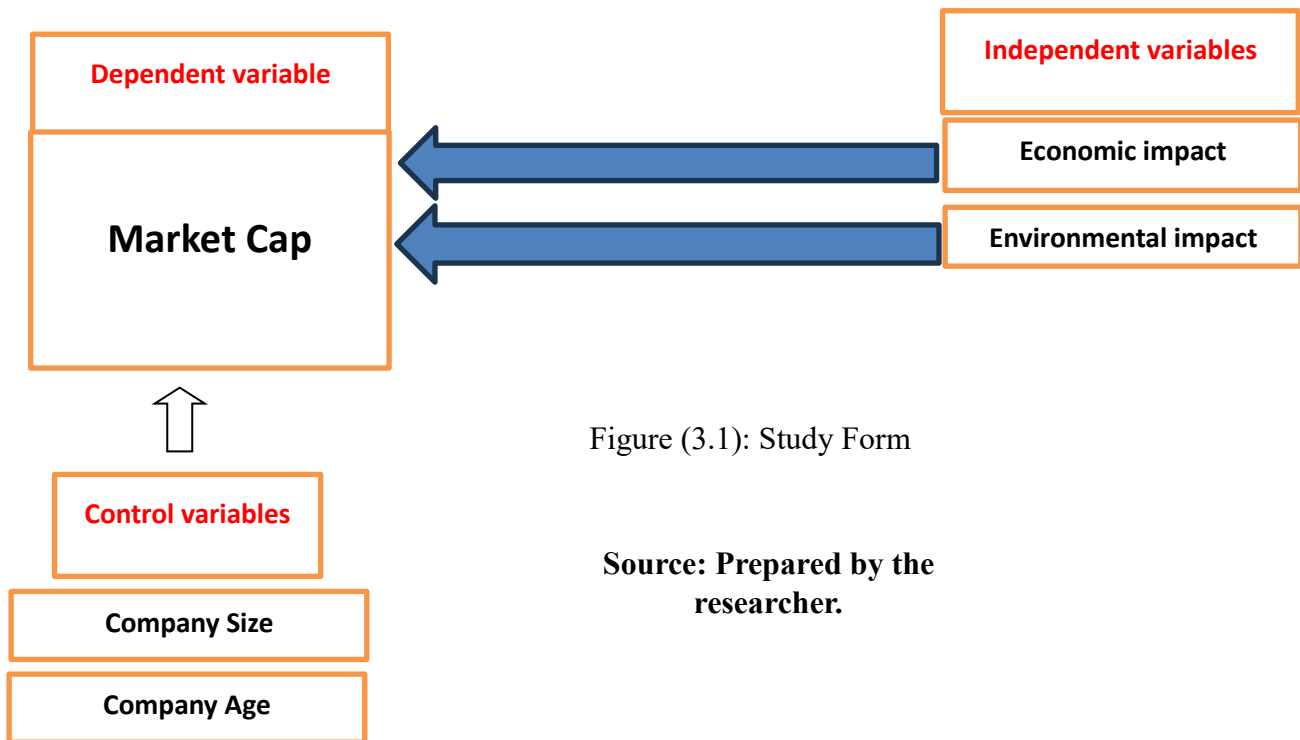 Dependent variable
Market Cap
Independent variables
Economic impact
Environmental impact
Figure (3.1): Study Form
Control variables
Source: Prepared by the
researcher.
Company Size
Company Age